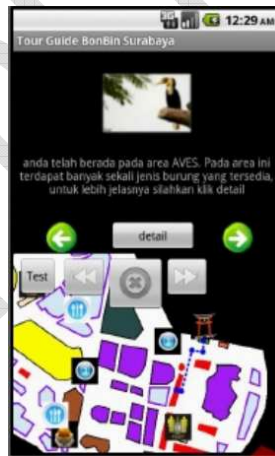 3G
12:29 AM
Tour Guide BonBin Surabaya
anda telah berada pada area AVES. Pada area ini
terdapat banyak sekali jenis burung yang tersedia,
untuk lebih jelasnya silahkan klik detail
detail
Test